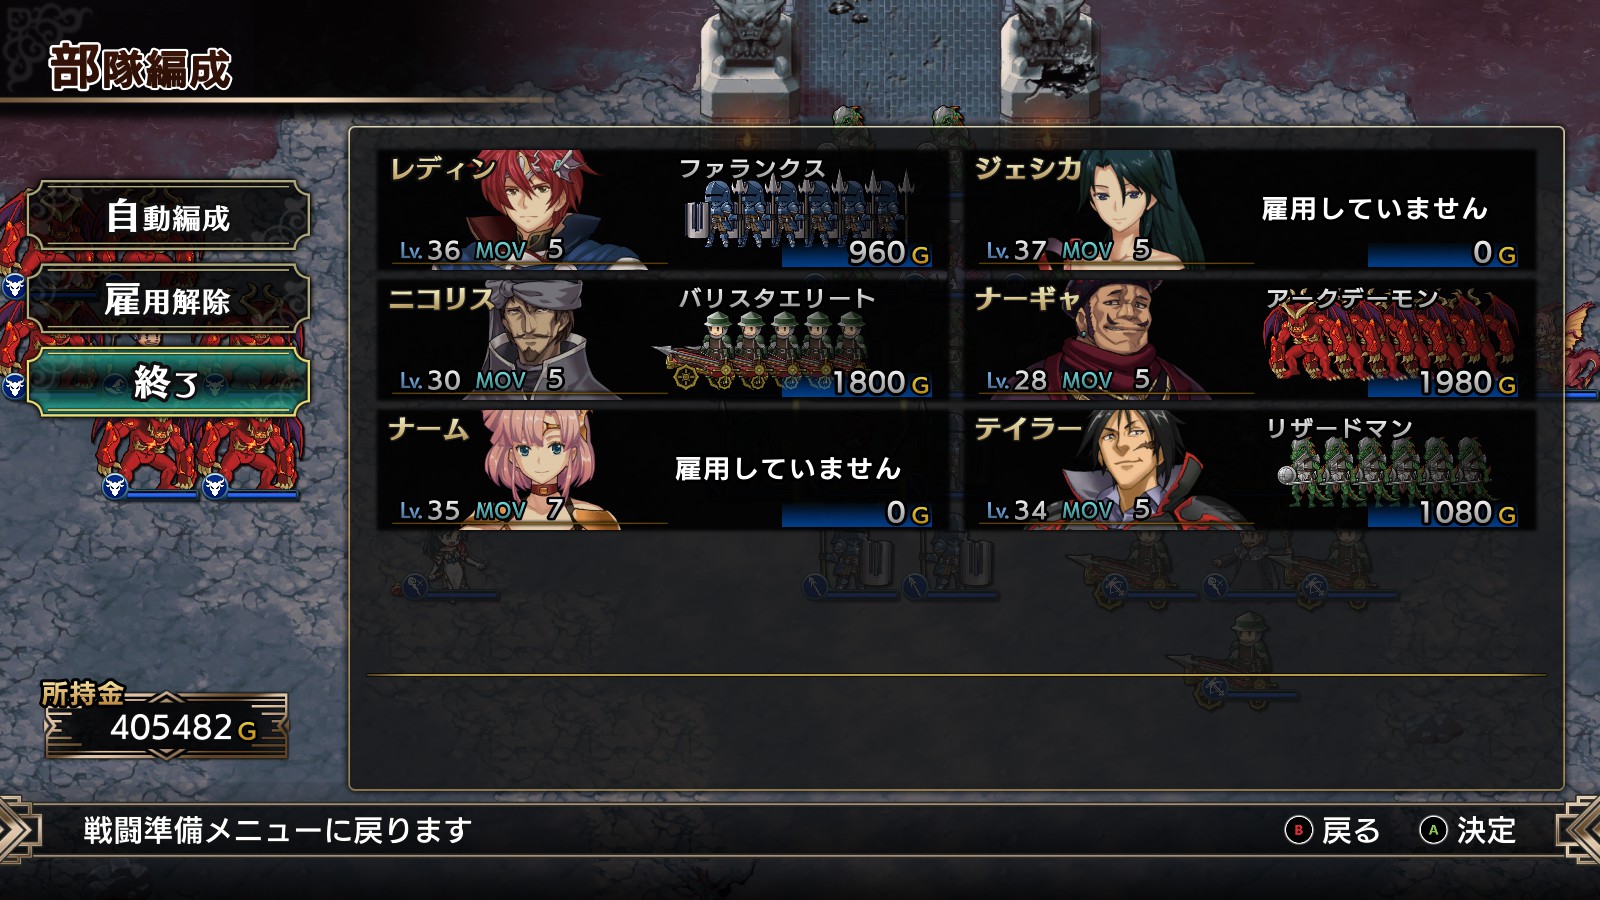 部隊編成
自動編成
雇用解除
終了
所持金
405482 G
レディン
Lv. 36 MOV 5
ファランクス
960 G
ジェシカ
Lv. 37 MOV 5
雇用していません
0 G
ニコリス
Lv. 30 MOV 5
バリスタエリート
1800 G
ナーギャ
Lv. 28 MOV 5
アークデーモン
1980 G
ナーム
Lv. 35 MOV 7
雇用していません
0 G
テイラー
Lv. 34 MOV 5
リザードマン
1080 G
戦闘準備メニューに戻ります
B 戻る A 決定